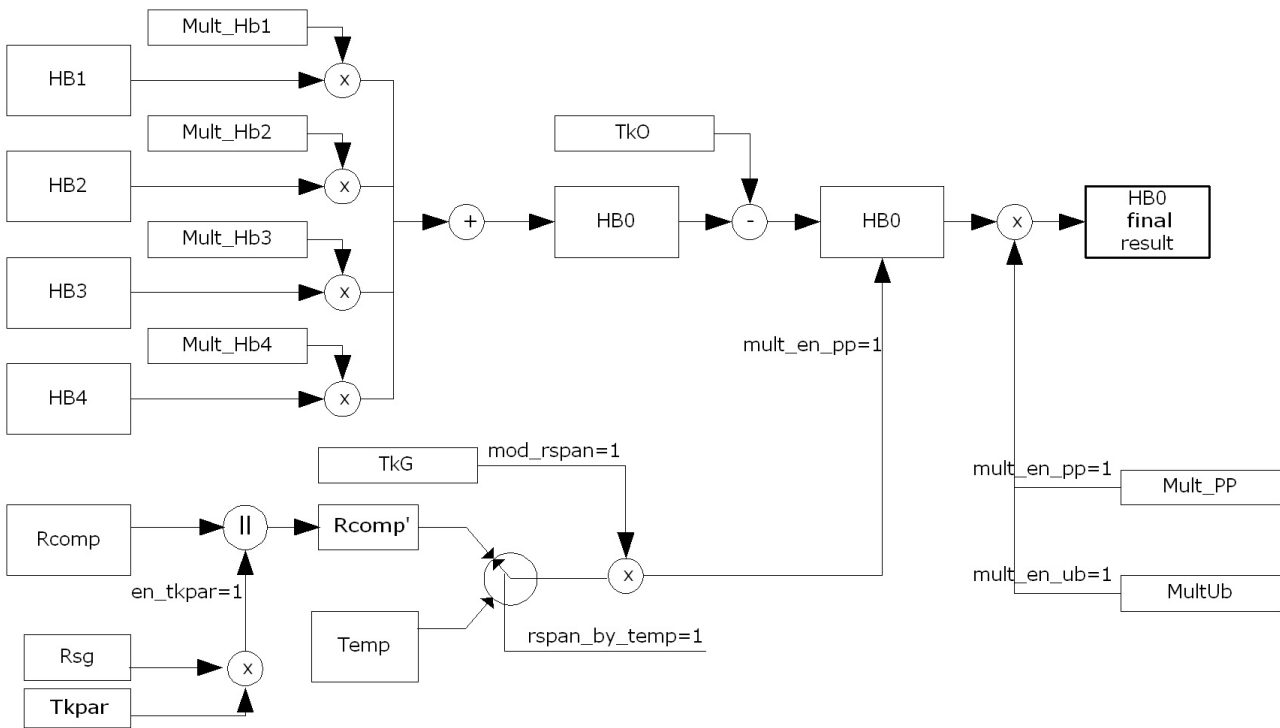 Mult_Hb1
HB1
x
Mult_Hb2
TkO
HB2
x
Mult_Hb3
+
HB0
-
HB0
x
HB0
final
result
HB3
x
Mult_Hb4
mult_en_pp=1
HB4
x
mod_rspan=1
TkG
mult_en_pp=1
Mult_PP
Rcomp
||
Rcomp'
x
mult_en_ub=1
MultUb
en_tkpar=1
Temp
rspan_by_temp=1
Rsg
x
Tkpar